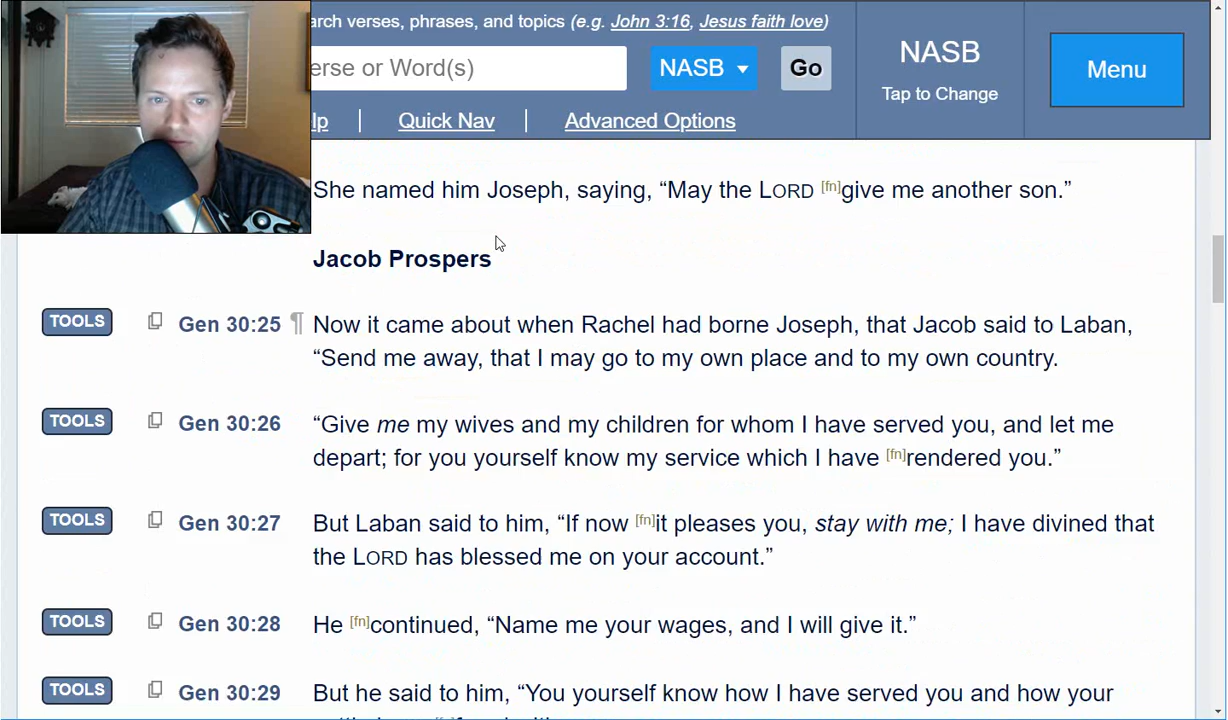 arch verses, phrases, and topics (e.g. John 3:16, Jesus faith love)
erse or Word(s)
NASB
Go
NASB
Tap to Change
Menu
lp | Quick Nav | Advanced Options
She named him Joseph, saying, “May the LORD [fn]give me another son.”
Jacob Prospers
TOOLS Gen 30:25 ¶ Now it came about when Rachel had borne Joseph, that Jacob said to Laban,
“Send me away, that I may go to my own place and to my own country.
TOOLS Gen 30:26 “Give me my wives and my children for whom I have served you, and let me
depart; for you yourself know my service which I have [fn]rendered you.”
TOOLS Gen 30:27 But Laban said to him, “If now [fn]it pleases you, stay with me; I have divined that
the LORD has blessed me on your account.”
TOOLS Gen 30:28 He [fn]continued, “Name me your wages, and I will give it.”
TOOLS Gen 30:29 But he said to him, “You yourself know how I have served you and how your